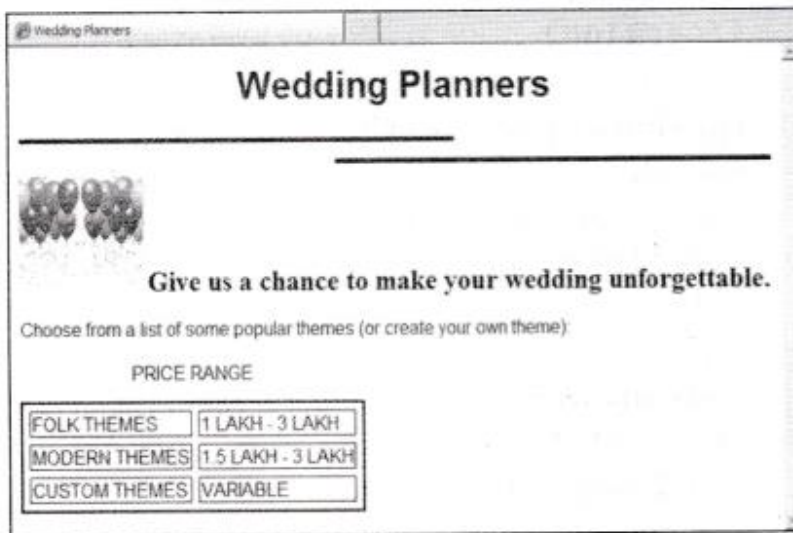 Wedding Planners
Wedding Planners
Give us a chance to make your wedding unforgettable.
Choose from a list of some popular themes (or create your own theme):
PRICE RANGE
FOLK THEMES 1 LAKH - 3 LAKH
MODERN THEMES 1.5 LAKH - 3 LAKH
CUSTOM THEMES VARIABLE